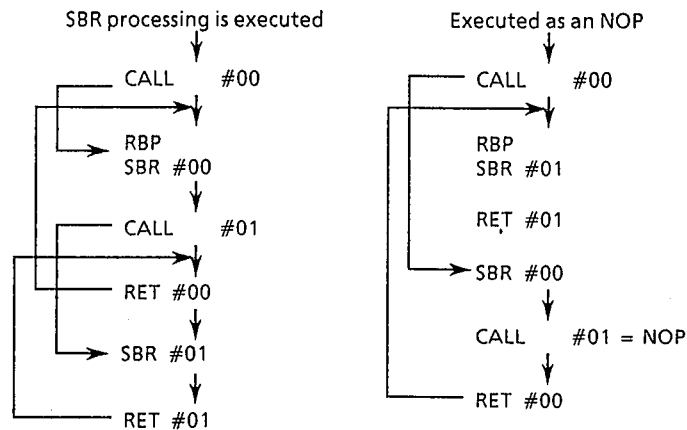 SBR processing is executed
CALL #00
RBP
SBR #00
CALL #01
RET #00
SBR #01
RET #01
Executed as an NOP
CALL #00
RBP
SBR #01
RET #01
SBR #00
CALL #01 = NOP
RET #00